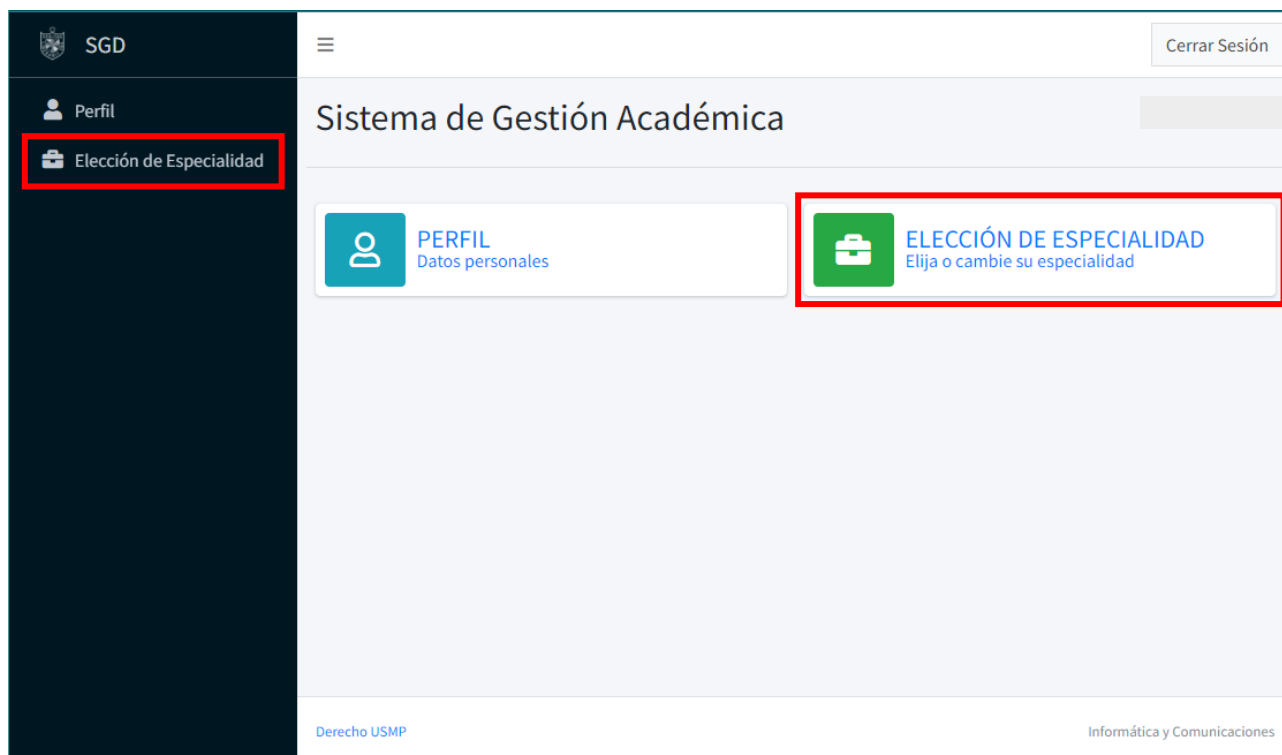 SGD
Cerrar Sesión
Perfil
Elección de Especialidad
Sistema de Gestión Académica
PERFIL
Datos personales
ELECCIÓN DE ESPECIALIDAD
Elija o cambie su especialidad
Derecho USMP
Informática y Comunicaciones